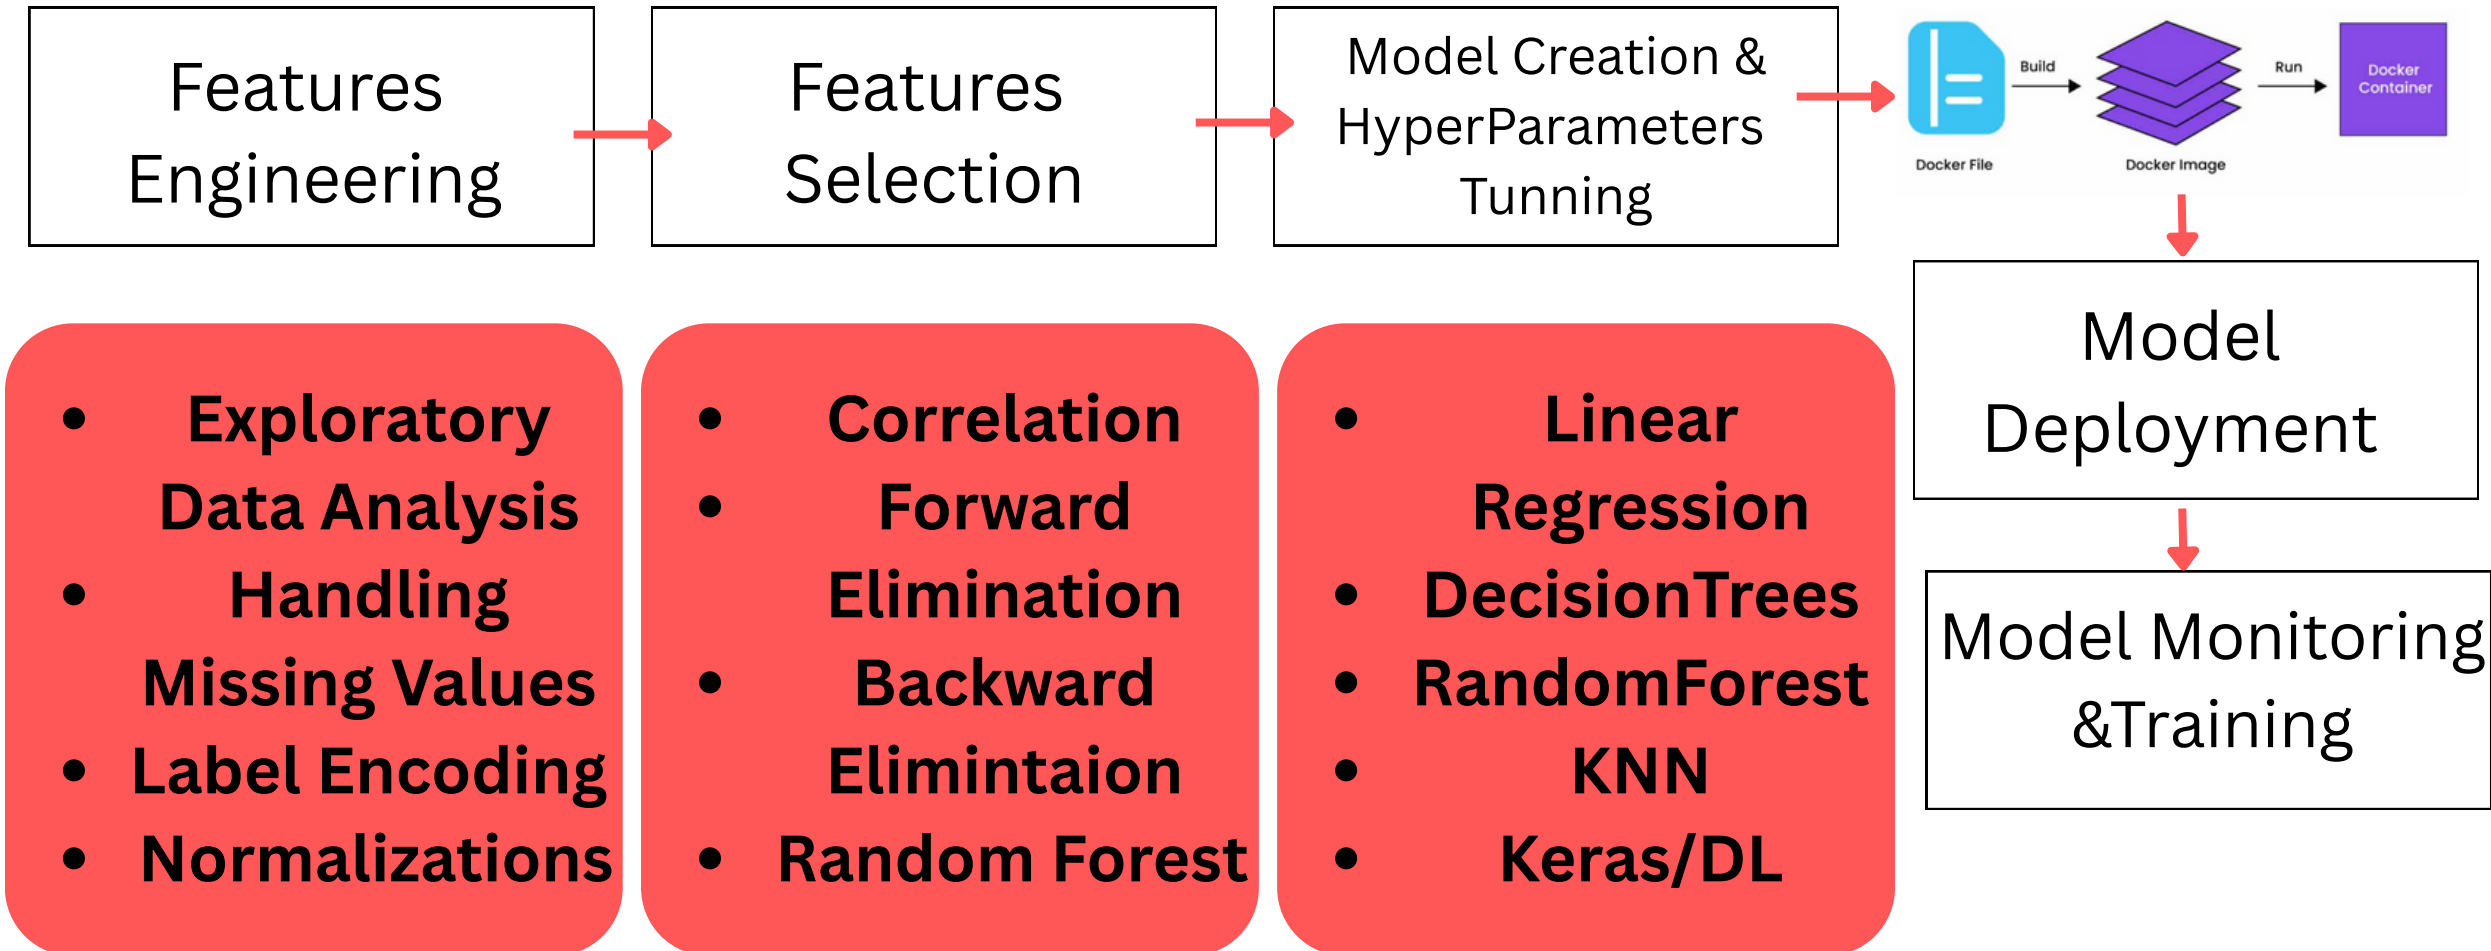 Features
Engineering
Features
Selection
Model Creation &
HyperParameters
Tunning
Build
Run
Docker
Container
Docker File
Docker Image
Model
Deployment
Model Monitoring
&Training
• Exploratory
Data Analysis
• Handling
Missing Values
• Label Encoding
• Normalizations
• Correlation
• Forward
Elimination
• Backward
Elimintaion
• Random Forest
• Linear
Regression
• DecisionTrees
• RandomForest
• KNN
• Keras/DL